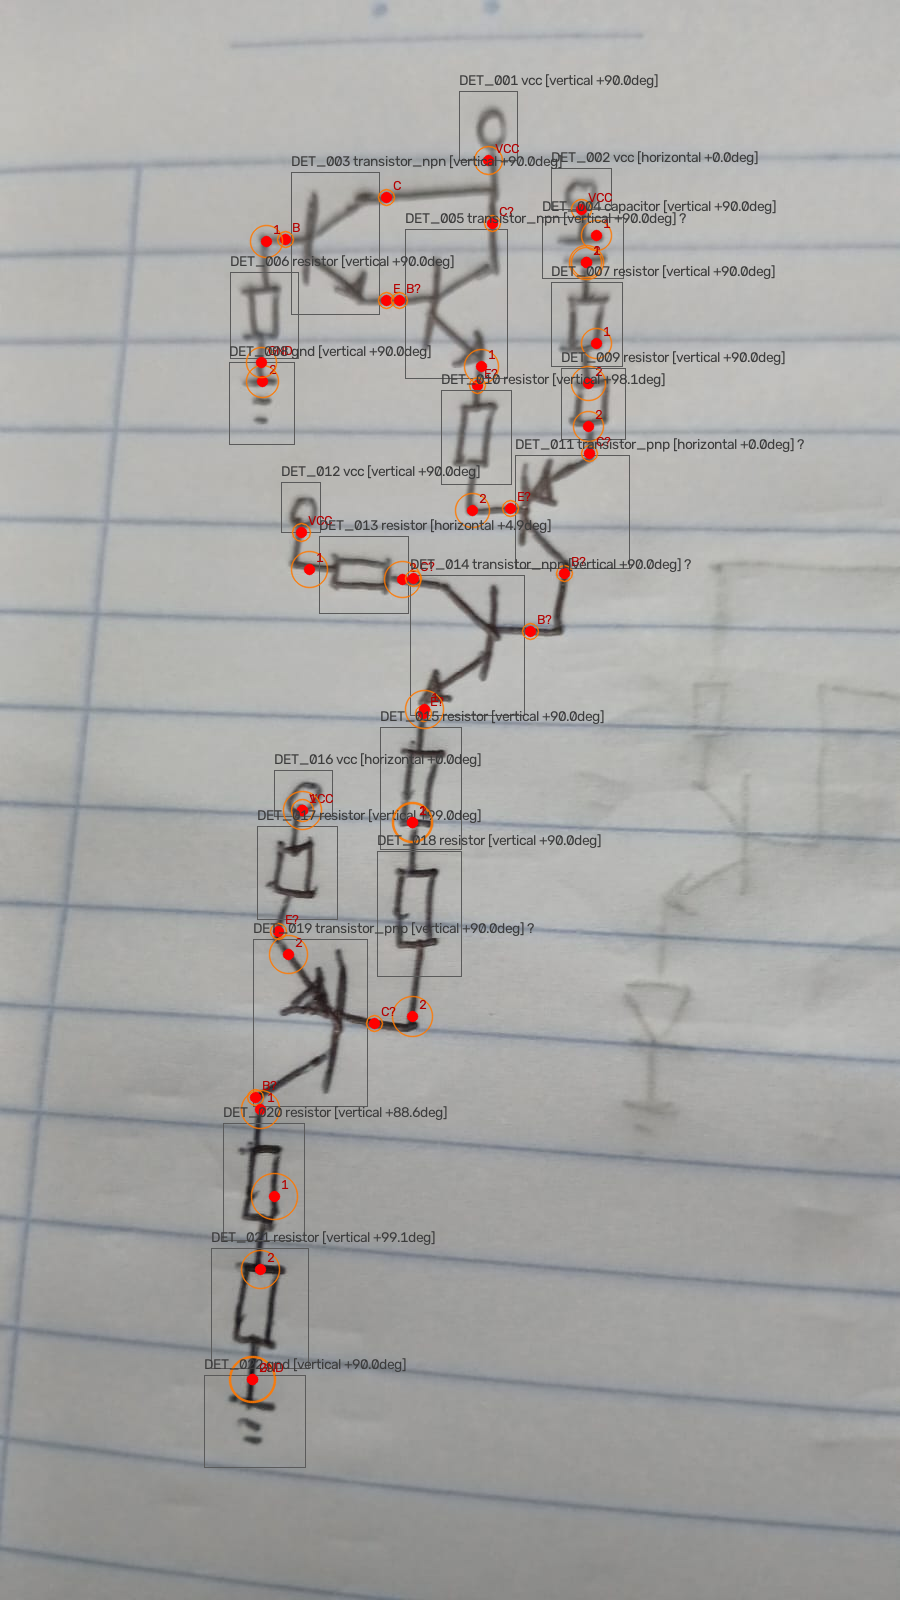 DET_001 vcc [vertical +90.0deg]
VCC
DET_002 vcc [horizontal +0.0deg]
DET_003 transistor_npn [vertical +90.0deg]
C
VCC
DET_004 capacitor [vertical +90.0deg]
C?
DET_005 transistor_npn [vertical +90.0deg] ?
1
B
1
DET_006 resistor [vertical +90.0deg]
2
DET_007 resistor [vertical +90.0deg]
E
B?
1
DET_008 gnd [vertical +90.0deg]
1
DET_009 resistor [vertical +90.0deg]
2
E?
2
DET_010 resistor [vertical +98.1deg]
2
C?
DET_011 transistor_pnp [horizontal +0.0deg] ?
DET_012 vcc [vertical +90.0deg]
2
E?
VCC
DET_013 resistor [horizontal +4.9deg]
1
C?
DET_014 transistor_npn [vertical +90.0deg] ?
B?
B?
E?
DET_015 resistor [vertical +90.0deg]
DET_016 vcc [horizontal +0.0deg]
VCC
2
DET_017 resistor [vertical +79.0deg]
DET_018 resistor [vertical +90.0deg]
E?
DET_019 transistor_pnp [vertical +90.0deg] ?
2
C?
2
B?
1
DET_020 resistor [vertical +88.6deg]
1
DET_021 resistor [vertical +99.1deg]
2
DET_022 gnd [vertical +90.0deg]